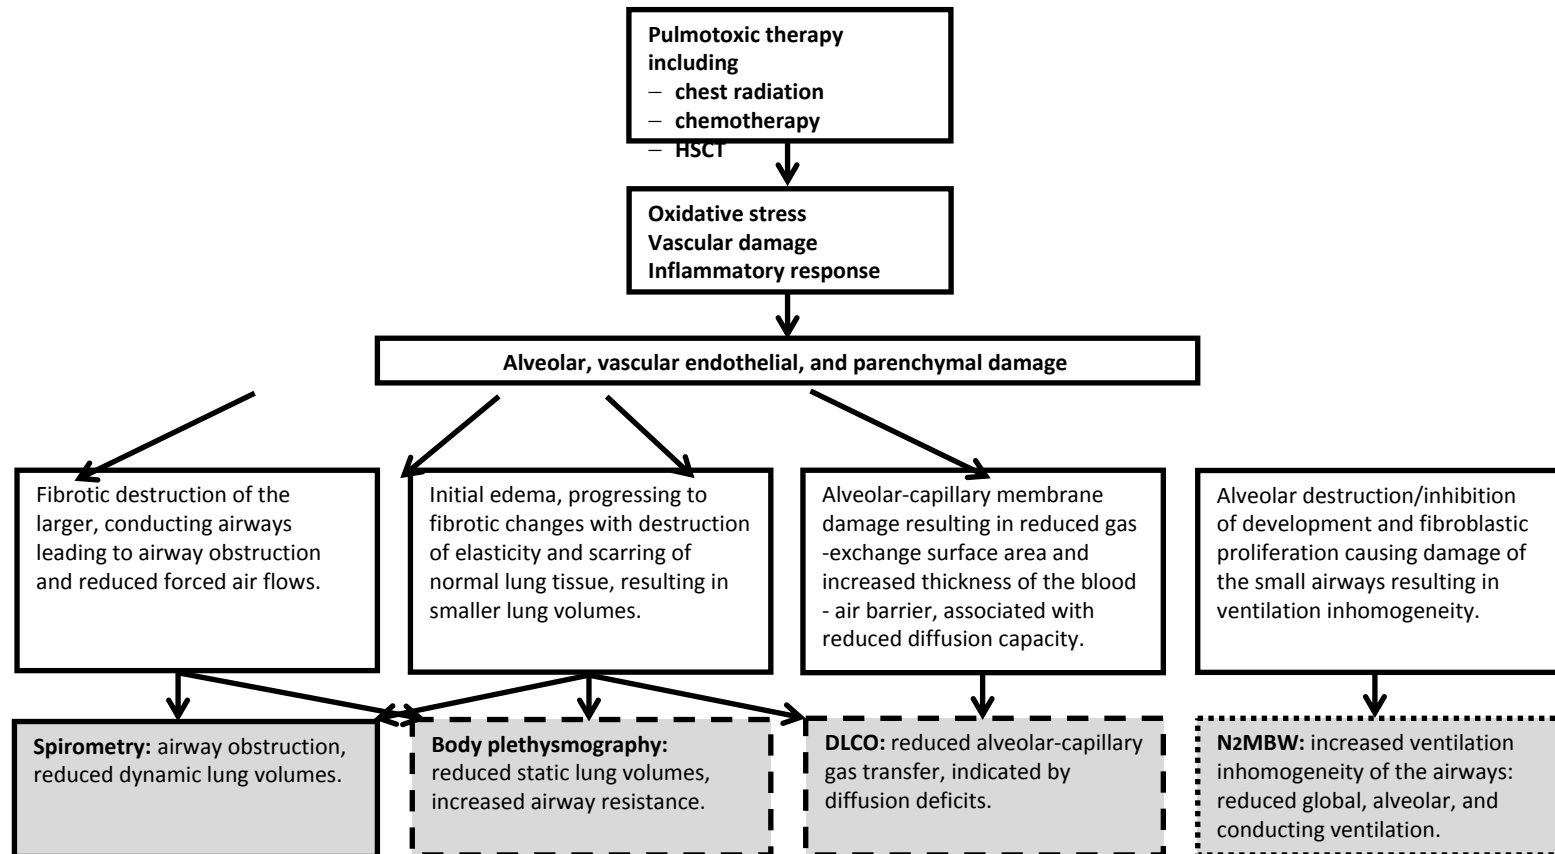 Pulmotoxic therapy
including
– chest radiation
– chemotherapy
– HSCT
Oxidative stress
Vascular damage
Inflammatory response
Alveolar, vascular endothelial, and parenchymal damage
Fibrotic destruction of the
larger, conducting airways
leading to airway obstruction
and reduced forced air flows.
Initial edema, progressing to
fibrotic changes with destruction
of elasticity and scarring of
normal lung tissue, resulting in
smaller lung volumes.
Alveolar-capillary membrane
damage resulting in reduced gas
-exchange surface area and
increased thickness of the blood
- air barrier, associated with
reduced diffusion capacity.
Alveolar destruction/inhibition
of development and fibroblastic
proliferation causing damage of
the small airways resulting in
ventilation inhomogeneity.
Spirometry: airway obstruction,
reduced dynamic lung volumes.
Body plethysmography:
reduced static lung volumes,
increased airway resistance.
DLCO: reduced alveolar-capillary
gas transfer, indicated by
diffusion deficits.
N2MBW: increased ventilation
inhomogeneity of the airways:
reduced global, alveolar, and
conducting ventilation.